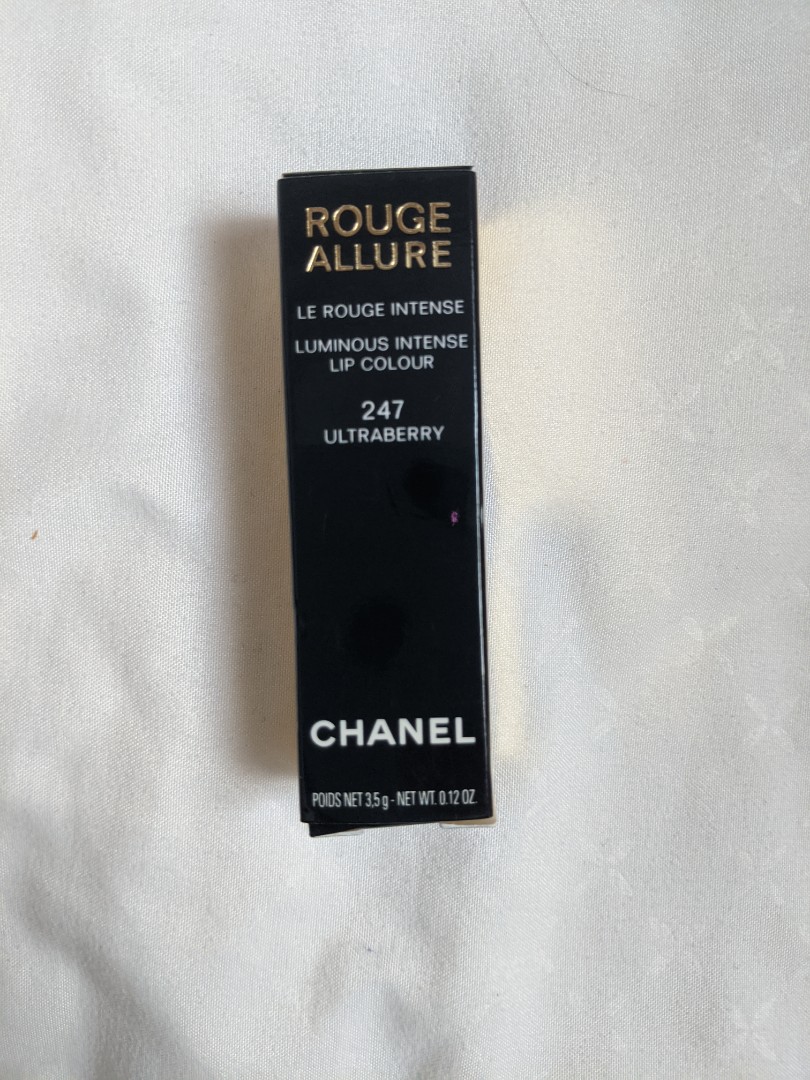 ROUGE
ALLURE
LE ROUGE INTENSE
LUMINOUS INTENSE
LIP COLOUR
247
ULTRABERRY
CHANEL
POIDS NET 3,5 g - NET WT. 0.12 OZ.